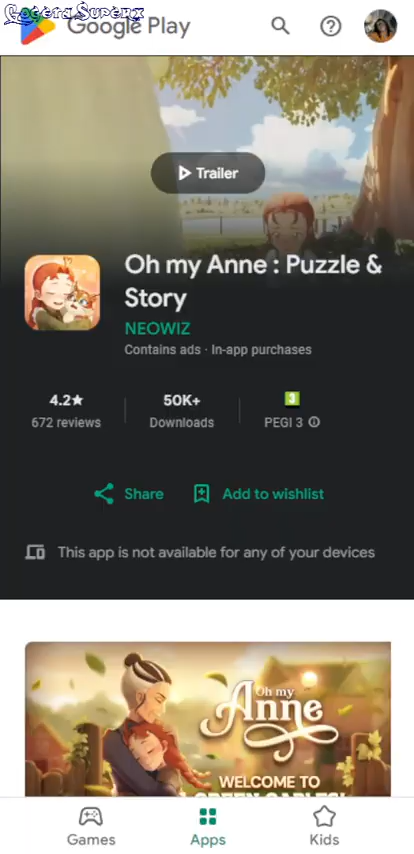 Logera Superx
Google Play
Trailer
Oh my Anne : Puzzle &
Story
NEOWIZ
Contains ads · In-app purchases
4.2★
672 reviews
50K+
Downloads
3
PEGI 3
Share
Add to wishlist
This app is not available for any of your devices
Oh my
Anne
WELCOME TO
GREEN GABLES!
Games
Apps
Kids